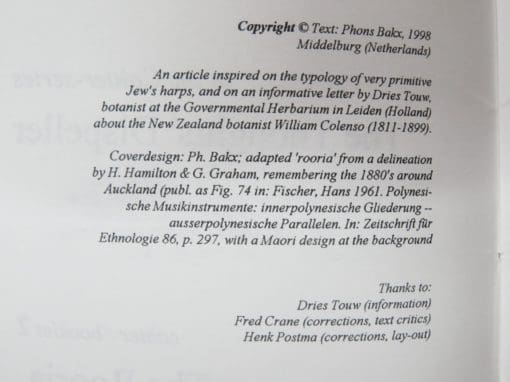 Copyright © Text: Phons Bakx, 1998
Middelburg (Netherlands)
An article inspired on the typology of very primitive
Jew's harps, and on an informative letter by Dries Touw,
botanist at the Governmental Herbarium in Leiden (Holland)
about the New Zealand botanist William Colenso (1811-1899).
Coverdesign: Ph. Bakx; adapted 'rooria' from a delineation
by H. Hamilton & G. Graham, remembering the 1880's around
Auckland (publ. as Fig. 74 in: Fischer, Hans 1961. Polynesi-
sche Musikinstrumente: innerpolynesische Gliederung --
ausserpolynesische Parallelen. In: Zeitschrift für
Ethnologie 86, p. 297, with a Maori design at the background
Thanks to:
Dries Touw (information)
Fred Crane (corrections, text critics)
Henk Postma (corrections, lay-out)